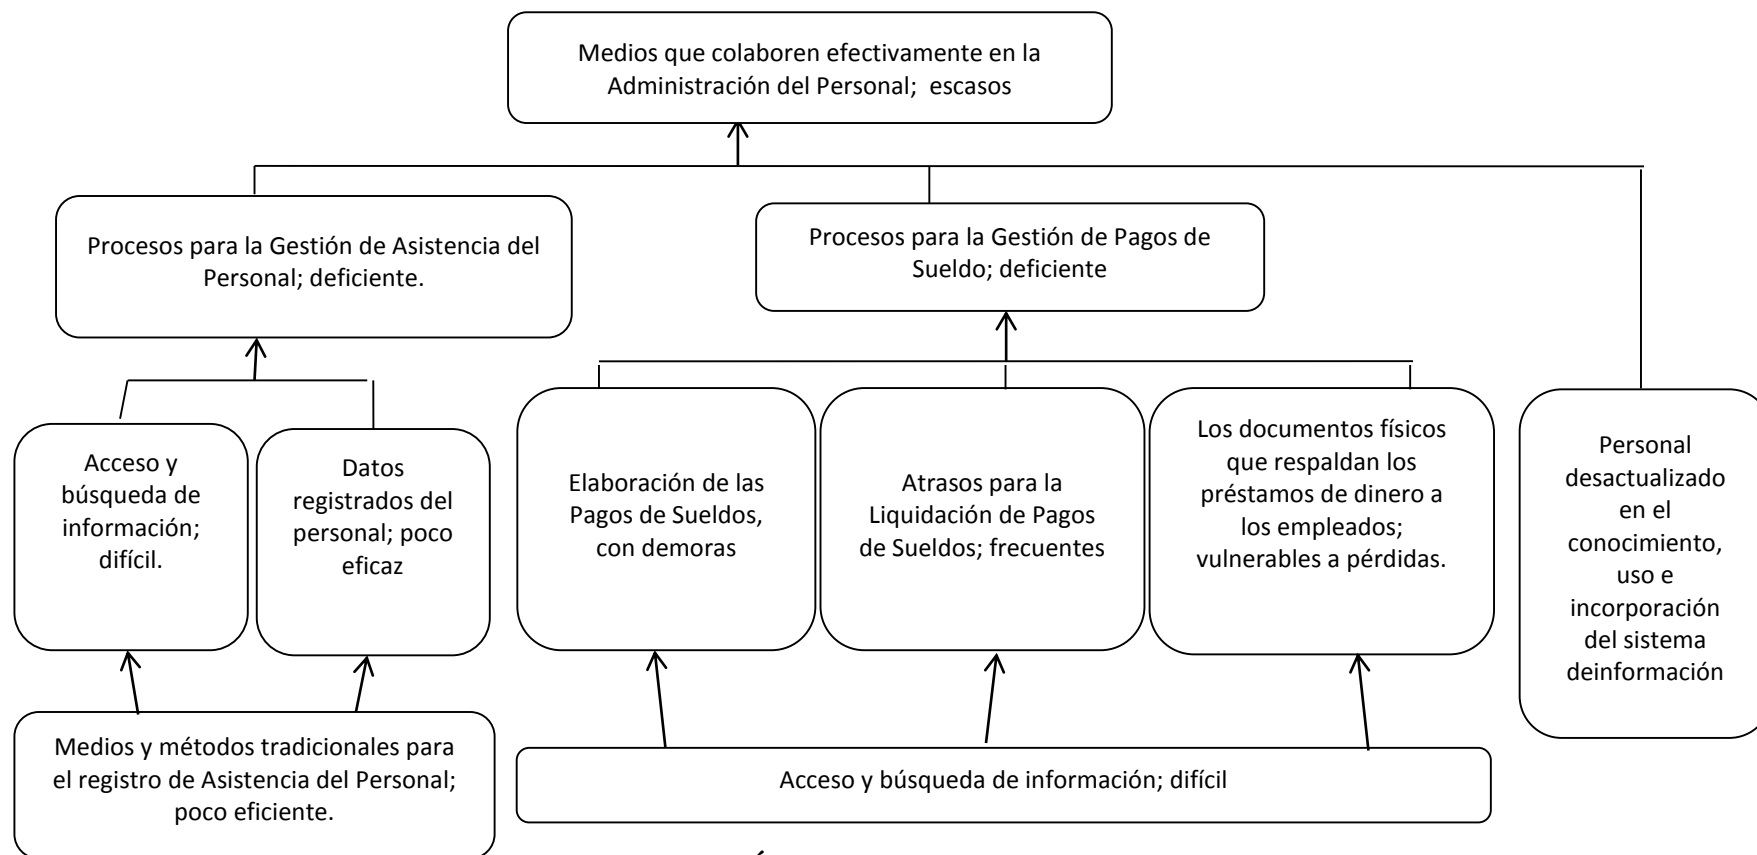 Medios que colaboren efectivamente en la
Administración del Personal;  escasos
Procesos para la Gestión de Asistencia del
Personal; deficiente.
Procesos para la Gestión de Pagos de
Sueldo; deficiente
Acceso y
búsqueda de
información;
difícil.
Datos
registrados del
personal; poco
eficaz
Elaboración de las
Pagos de Sueldos,
con demoras
Atrasos para la
Liquidación de Pagos
de Sueldos; frecuentes
Los documentos físicos
que respaldan los
préstamos de dinero a
los empleados;
vulnerables a pérdidas.
Personal
desactualizado
en el
conocimiento,
uso e
incorporación
del sistema
deinformación
Medios y métodos tradicionales para
el registro de Asistencia del Personal;
poco eficiente.
Acceso y búsqueda de información; difícil